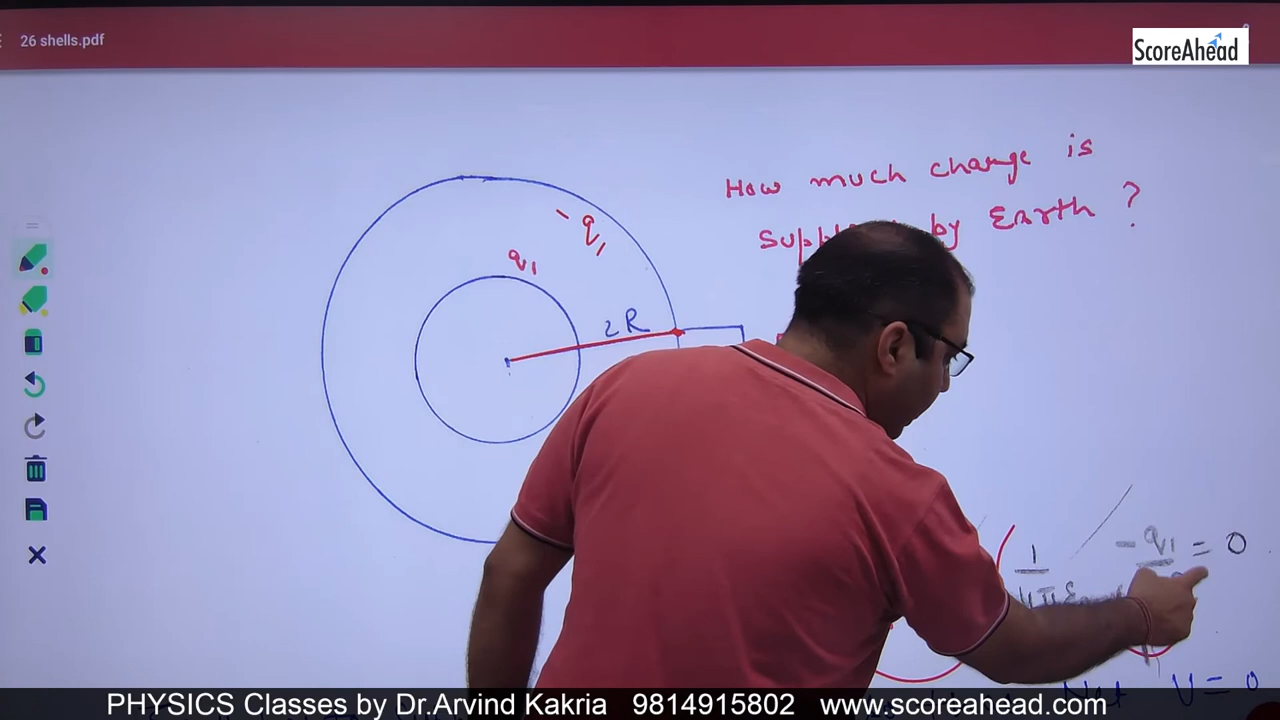 26 shells.pdf
ScoreAhead
How much charge is
by Earth ?
- q1
q1
2R
1
- q1 = 0
Net V = 0
PHYSICS Classes by Dr.Arvind Kakria 9814915802 www.scoreahead.com